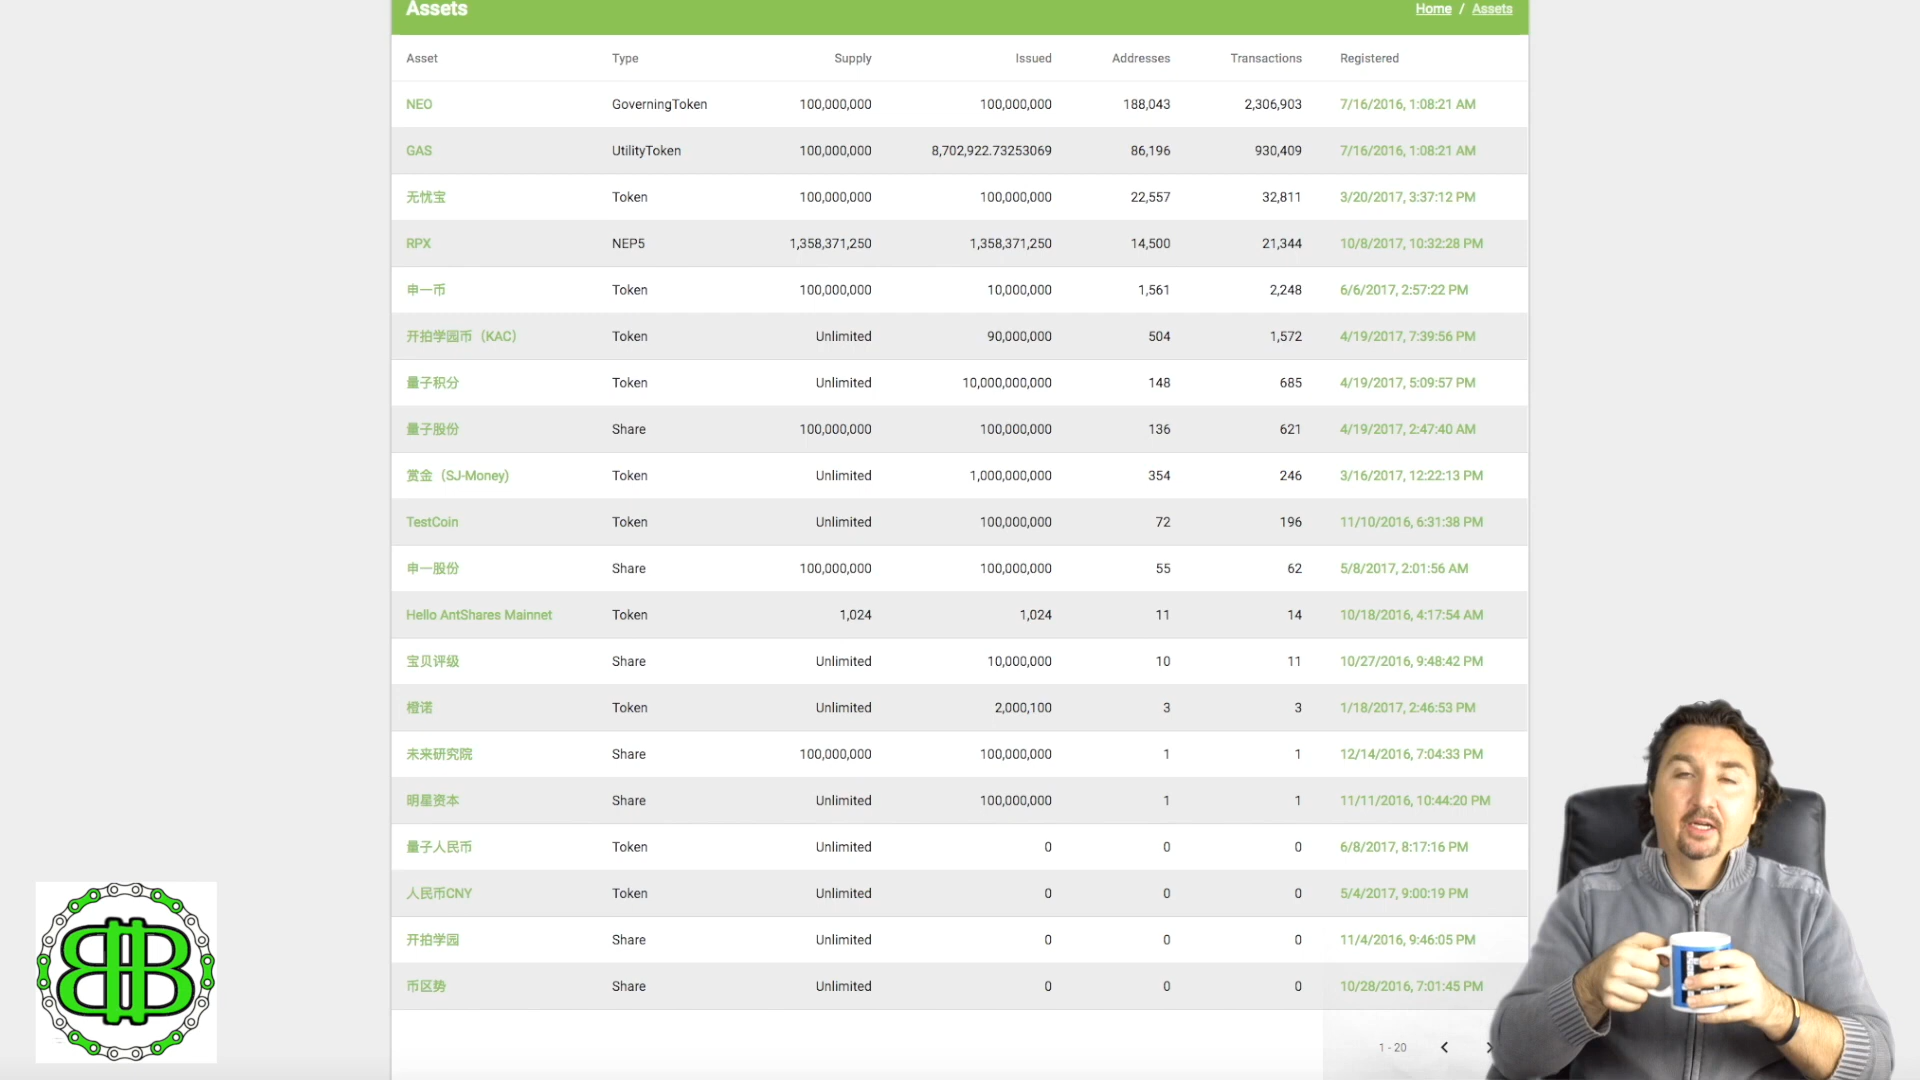 Assets Home / Assets
Asset Type Supply Issued Addresses Transactions Registered
NEO GoverningToken 100,000,000 100,000,000 188,043 2,306,903 7/16/2016, 1:08:21 AM
GAS UtilityToken 100,000,000 8,702,922.73253069 86,196 930,409 7/16/2016, 1:08:21 AM
无忧宝 Token 100,000,000 100,000,000 22,557 32,811 3/20/2017, 3:37:12 PM
RPX NEP5 1,358,371,250 1,358,371,250 14,500 21,344 10/8/2017, 10:32:28 PM
申一币 Token 100,000,000 10,000,000 1,561 2,248 6/6/2017, 2:57:22 PM
开拍学园币（KAC） Token Unlimited 90,000,000 504 1,572 4/19/2017, 7:39:56 PM
量子积分 Token Unlimited 10,000,000,000 148 685 4/19/2017, 5:09:57 PM
量子股份 Share 100,000,000 100,000,000 136 621 4/19/2017, 2:47:40 AM
赏金（SJ-Money) Token Unlimited 1,000,000,000 354 246 3/16/2017, 12:22:13 PM
TestCoin Token Unlimited 100,000,000 72 196 11/10/2016, 6:31:38 PM
申一股份 Share 100,000,000 100,000,000 55 62 5/8/2017, 2:01:56 AM
Hello AntShares Mainnet Token 1,024 1,024 11 14 10/18/2016, 4:17:54 AM
宝贝评级 Share Unlimited 10,000,000 10 11 10/27/2016, 9:48:42 PM
橙诺 Token Unlimited 2,000,100 3 3 1/18/2017, 2:46:53 PM
未来研究院 Share 100,000,000 100,000,000 1 1 12/14/2016, 7:04:33 PM
明星资本 Share Unlimited 100,000,000 1 1 11/11/2016, 10:44:20 PM
量子人民币 Token Unlimited 0 0 0 6/8/2017, 8:17:16 PM
人民币CNY Token Unlimited 0 0 0 5/4/2017, 9:00:19 PM
开拍学园 Share Unlimited 0 0 0 11/4/2016, 9:46:05 PM
币区势 Share Unlimited 0 0 0 10/28/2016, 7:01:45 PM
1 - 20